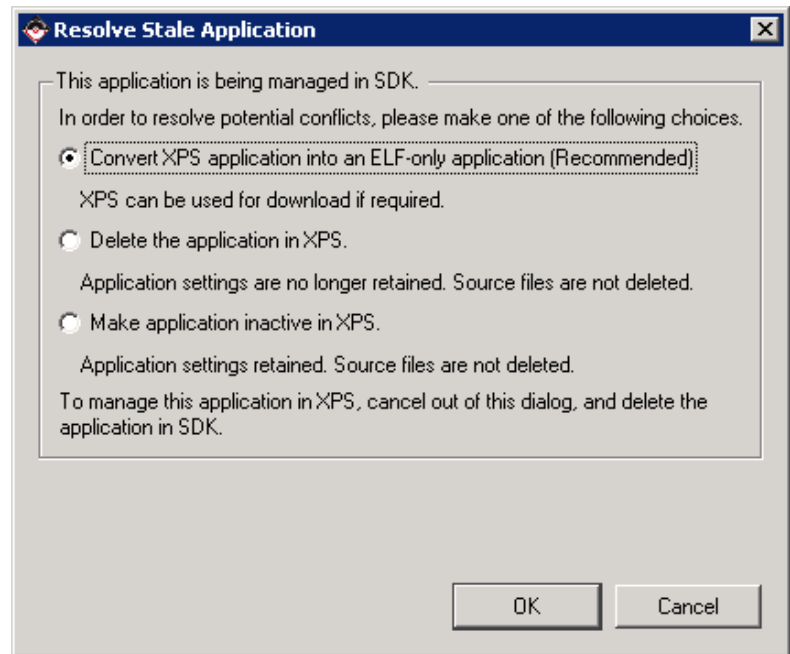 Resolve Stale Application
This application is being managed in SDK.
In order to resolve potential conflicts, please make one of the following choices.
Convert XPS application into an ELF-only application (Recommended)
XPS can be used for download if required.
Delete the application in XPS.
Application settings are no longer retained. Source files are not deleted.
Make application inactive in XPS.
Application settings retained. Source files are not deleted.
To manage this application in XPS, cancel out of this dialog, and delete the
application in SDK.
OK
Cancel